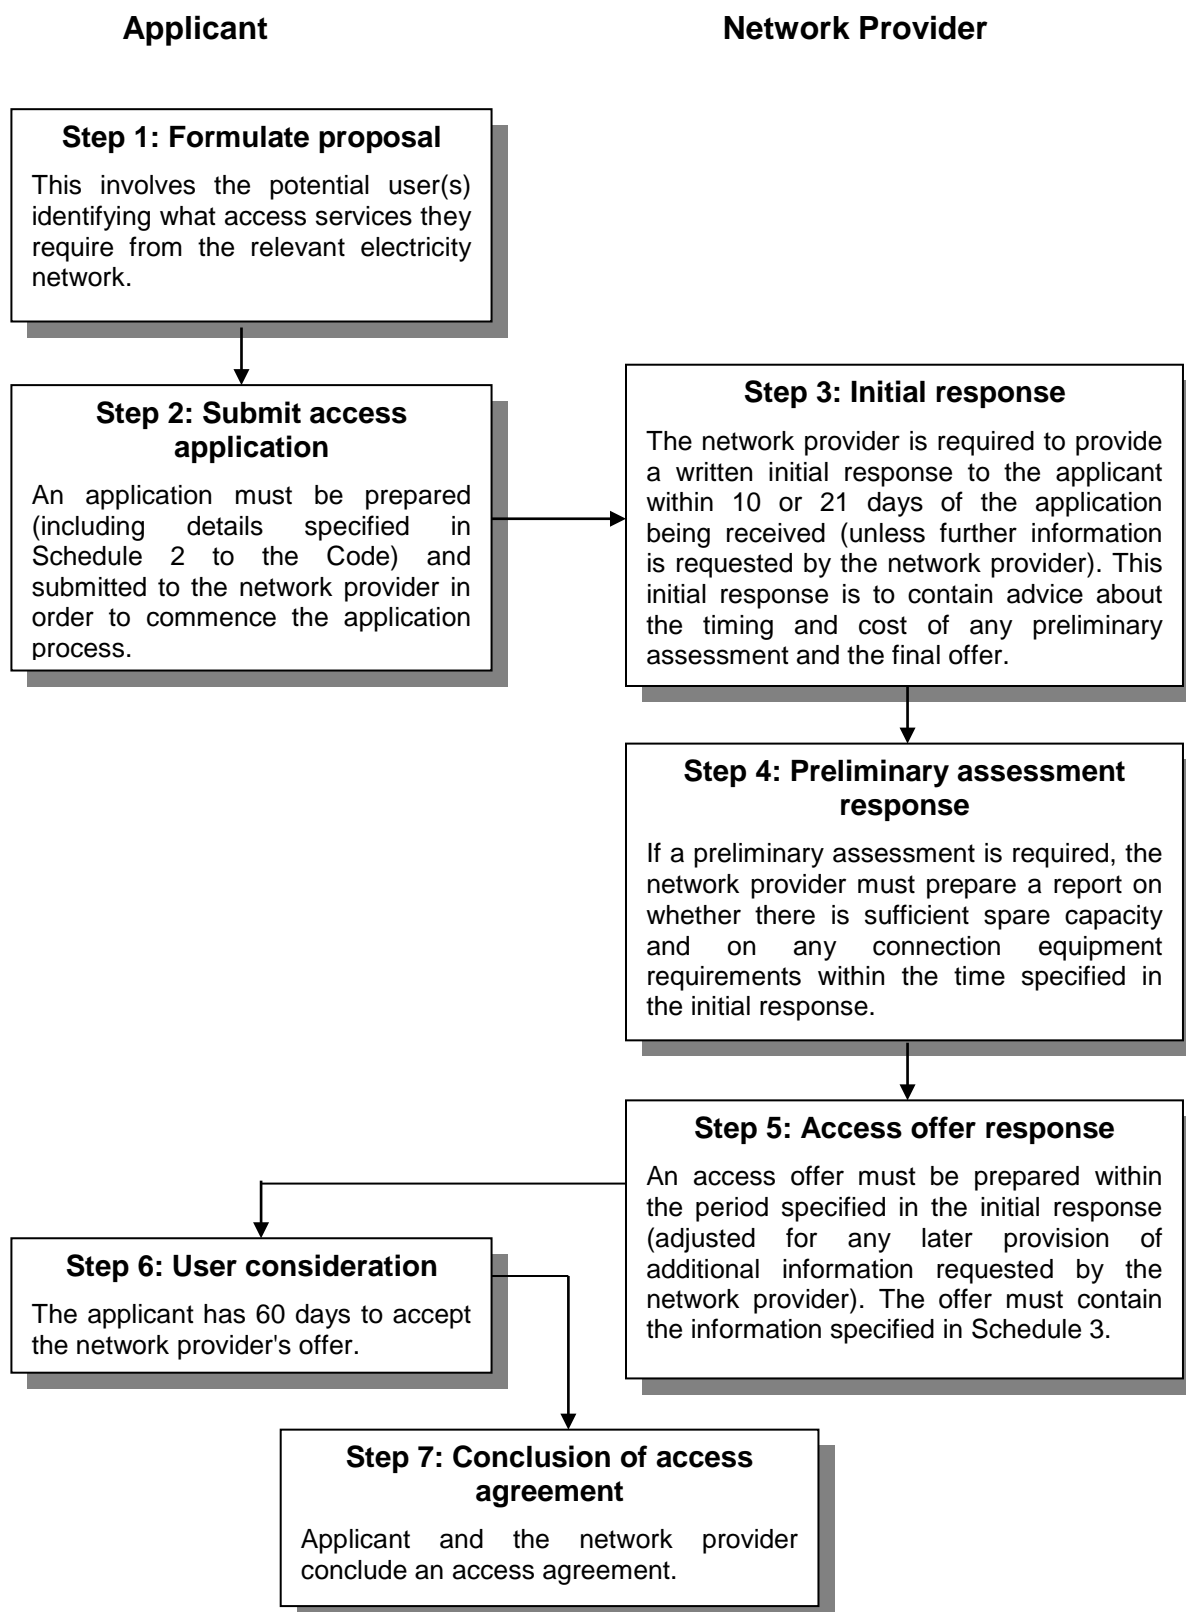 Applicant
Network Provider
Step 1: Formulate proposal
This involves the potential user(s)
identifying what access services they
require from the relevant electricity
network.
Step 2: Submit access
application
An application must be prepared
(including details specified in
Schedule 2 to the Code) and
submitted to the network provider in
order to commence the application
process.
Step 3: Initial response
The network provider is required to provide
a written initial response to the applicant
within 10 or 21 days of the application
being received (unless further information
is requested by the network provider). This
initial response is to contain advice about
the timing and cost of any preliminary
assessment and the final offer.
Step 4: Preliminary assessment
response
If a preliminary assessment is required, the
network provider must prepare a report on
whether there is sufficient spare capacity
and on any connection equipment
requirements within the time specified in
the initial response.
Step 5: Access offer response
An access offer must be prepared within
the period specified in the initial response
(adjusted for any later provision of
additional information requested by the
network provider). The offer must contain
the information specified in Schedule 3.
Step 6: User consideration
The applicant has 60 days to accept
the network provider's offer.
Step 7: Conclusion of access
agreement
Applicant and the network provider
conclude an access agreement.